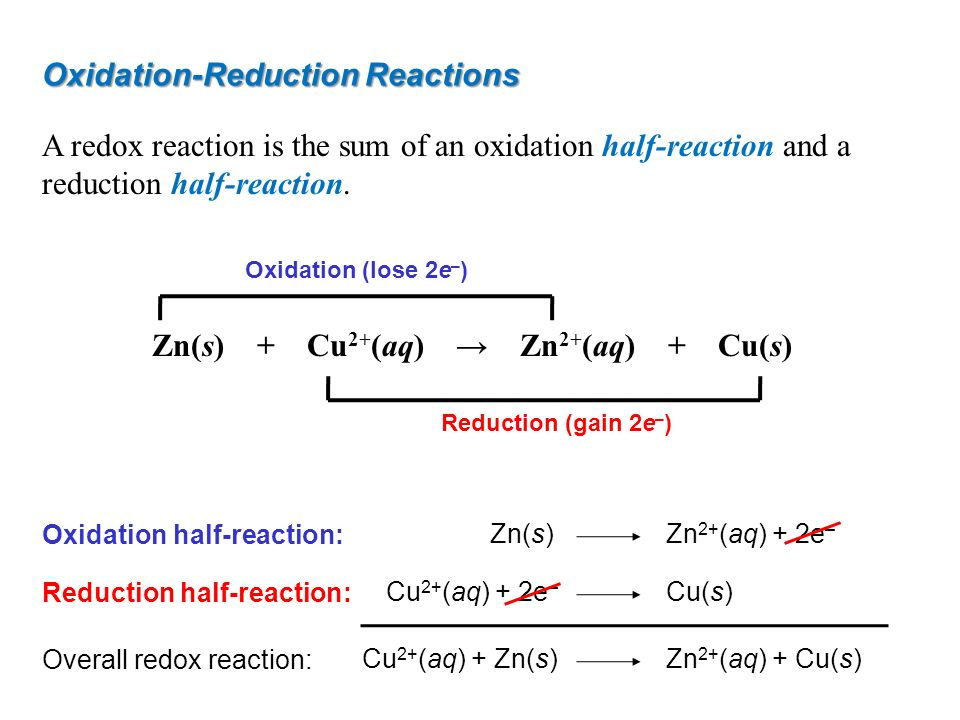 Oxidation-Reduction Reactions
A redox reaction is the sum of an oxidation half-reaction and a
reduction half-reaction.
Oxidation (lose 2e⁻)
Zn(s) + Cu²⁺(aq) → Zn²⁺(aq) + Cu(s)
Reduction (gain 2e⁻)
Oxidation half-reaction: Zn(s) → Zn²⁺(aq) + 2e⁻
Reduction half-reaction: Cu²⁺(aq) + 2e⁻ → Cu(s)
Overall redox reaction: Cu²⁺(aq) + Zn(s) → Zn²⁺(aq) + Cu(s)